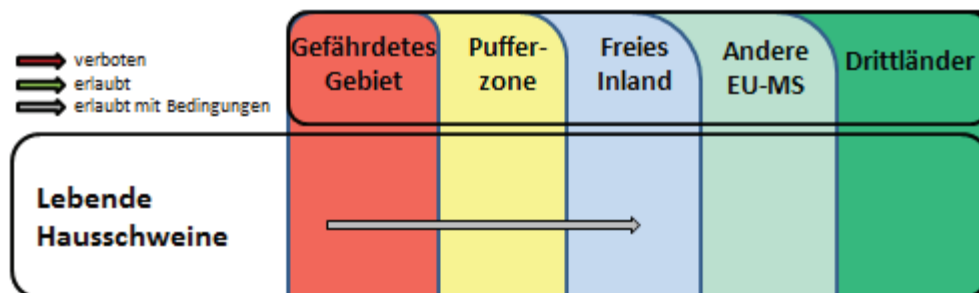 verboten
erlaubt
erlaubt mit Bedingungen
Gefährdetes
Gebiet
Puffer-
zone
Freies
Inland
Andere
EU-MS
Drittländer
Lebende
Hausschweine